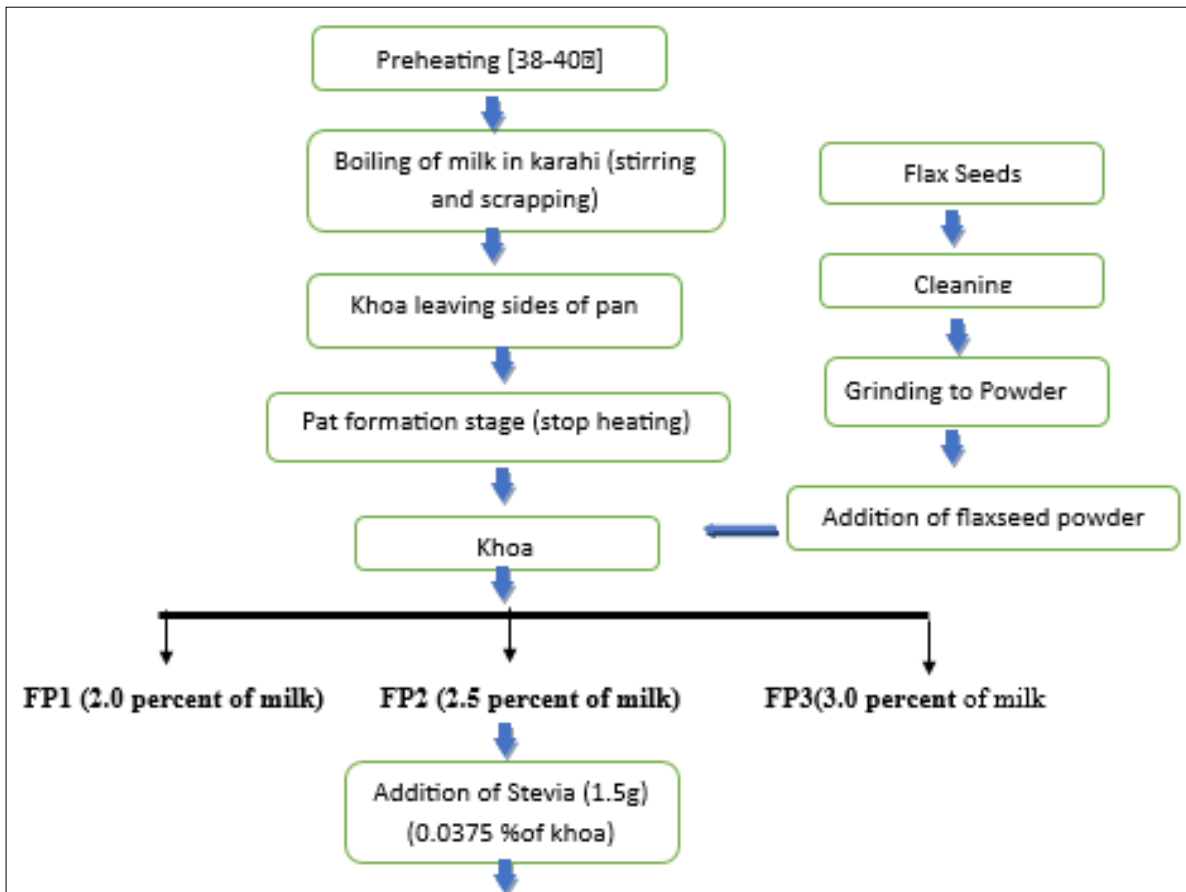 Preheating [38-40]
Boiling of milk in karahi (stirring
and scrapping)
Khoa leaving sides of pan
Pat formation stage (stop heating)
Khoa
Flax Seeds
Cleaning
Grinding to Powder
Addition of flaxseed powder
FP1 (2.0 percent of milk)
FP2 (2.5 percent of milk)
FP3(3.0 percent of milk
Addition of Stevia (1.5g)
(0.0375 %of khoa)